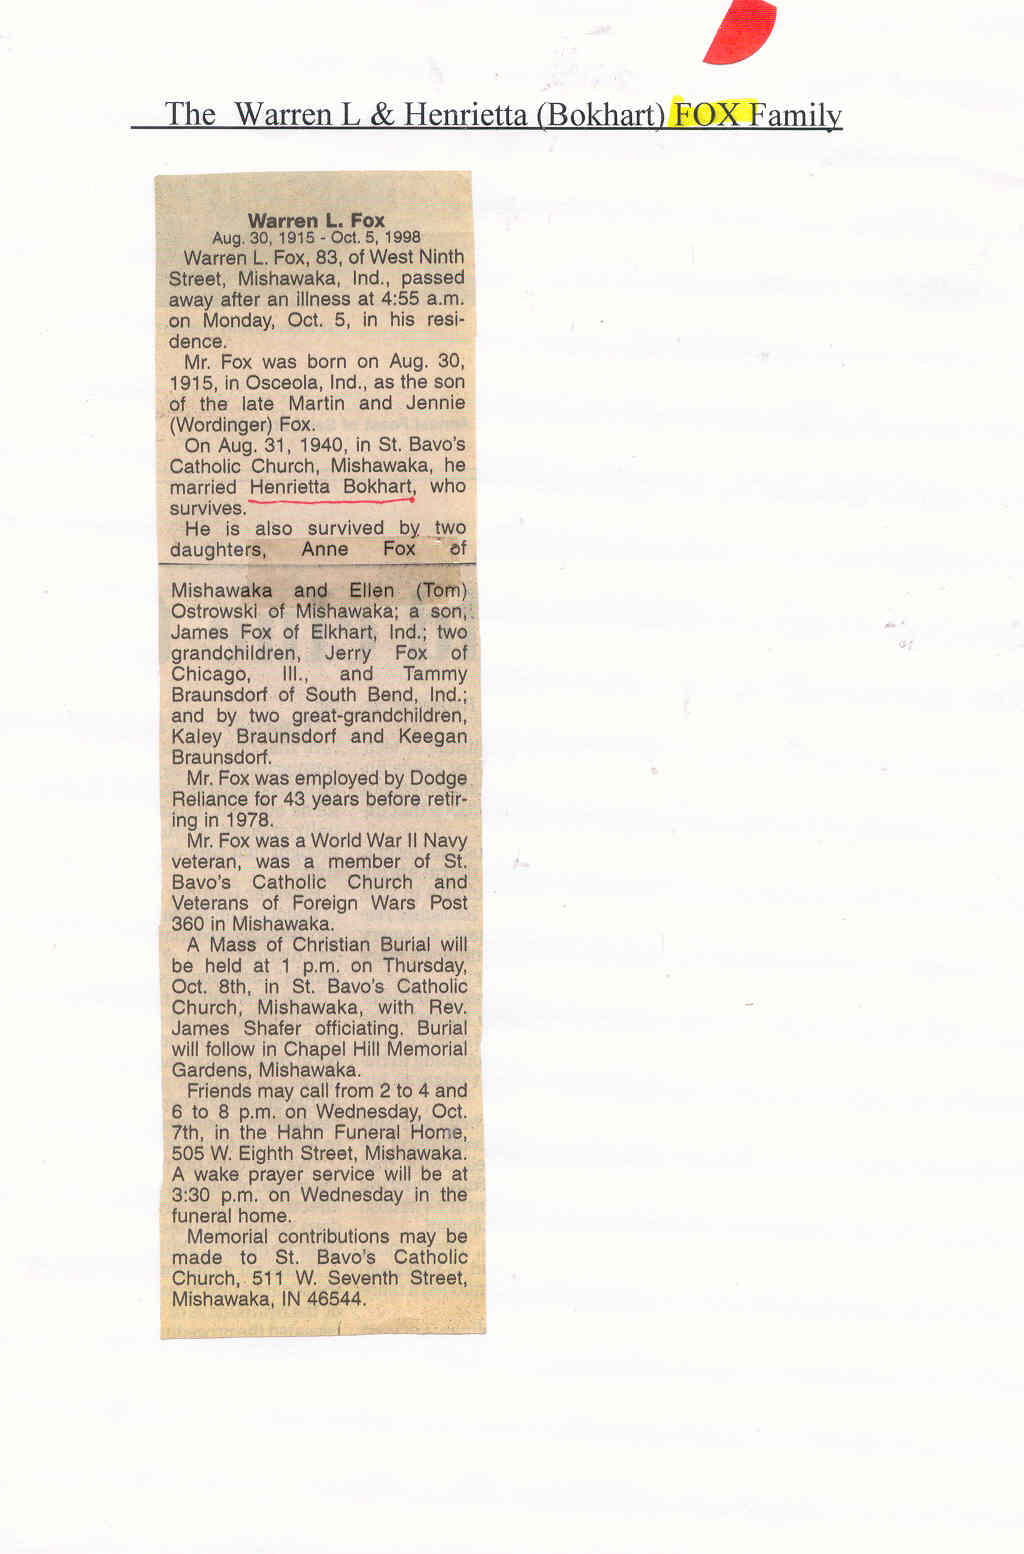 The Warren L & Henrietta (Bokhart) FOX Family
Warren L. Fox
Aug. 30, 1915 - Oct. 5, 1998
Warren L. Fox, 83, of West Ninth
Street, Mishawaka, Ind., passed
away after an illness at 4:55 a.m.
on Monday, Oct. 5, in his resi-
dence.
Mr. Fox was born on Aug. 30,
1915, in Osceola, Ind., as the son
of the late Martin and Jennie
(Wordinger) Fox.
On Aug. 31, 1940, in St. Bavo's
Catholic Church, Mishawaka, he
married Henrietta Bokhart, who
survives.
He is also survived by two
daughters, Anne Fox of
Mishawaka and Ellen (Tom)
Ostrowski of Mishawaka; a son,
James Fox of Elkhart, Ind.; two
grandchildren, Jerry Fox of
Chicago, Ill., and Tammy
Braunsdorf of South Bend, Ind.;
and by two great-grandchildren,
Kaley Braunsdorf and Keegan
Braunsdorf.
Mr. Fox was employed by Dodge
Reliance for 43 years before retir-
ing in 1978.
Mr. Fox was a World War II Navy
veteran, was a member of St.
Bavo's Catholic Church and
Veterans of Foreign Wars Post
360 in Mishawaka.
A Mass of Christian Burial will
be held at 1 p.m. on Thursday,
Oct. 8th, in St. Bavo's Catholic
Church, Mishawaka, with Rev.
James Shafer officiating. Burial
will follow in Chapel Hill Memorial
Gardens, Mishawaka.
Friends may call from 2 to 4 and
6 to 8 p.m. on Wednesday, Oct.
7th, in the Hahn Funeral Home,
505 W. Eighth Street, Mishawaka.
A wake prayer service will be at
3:30 p.m. on Wednesday in the
funeral home.
Memorial contributions may be
made to St. Bavo's Catholic
Church, 511 W. Seventh Street,
Mishawaka, IN 46544.